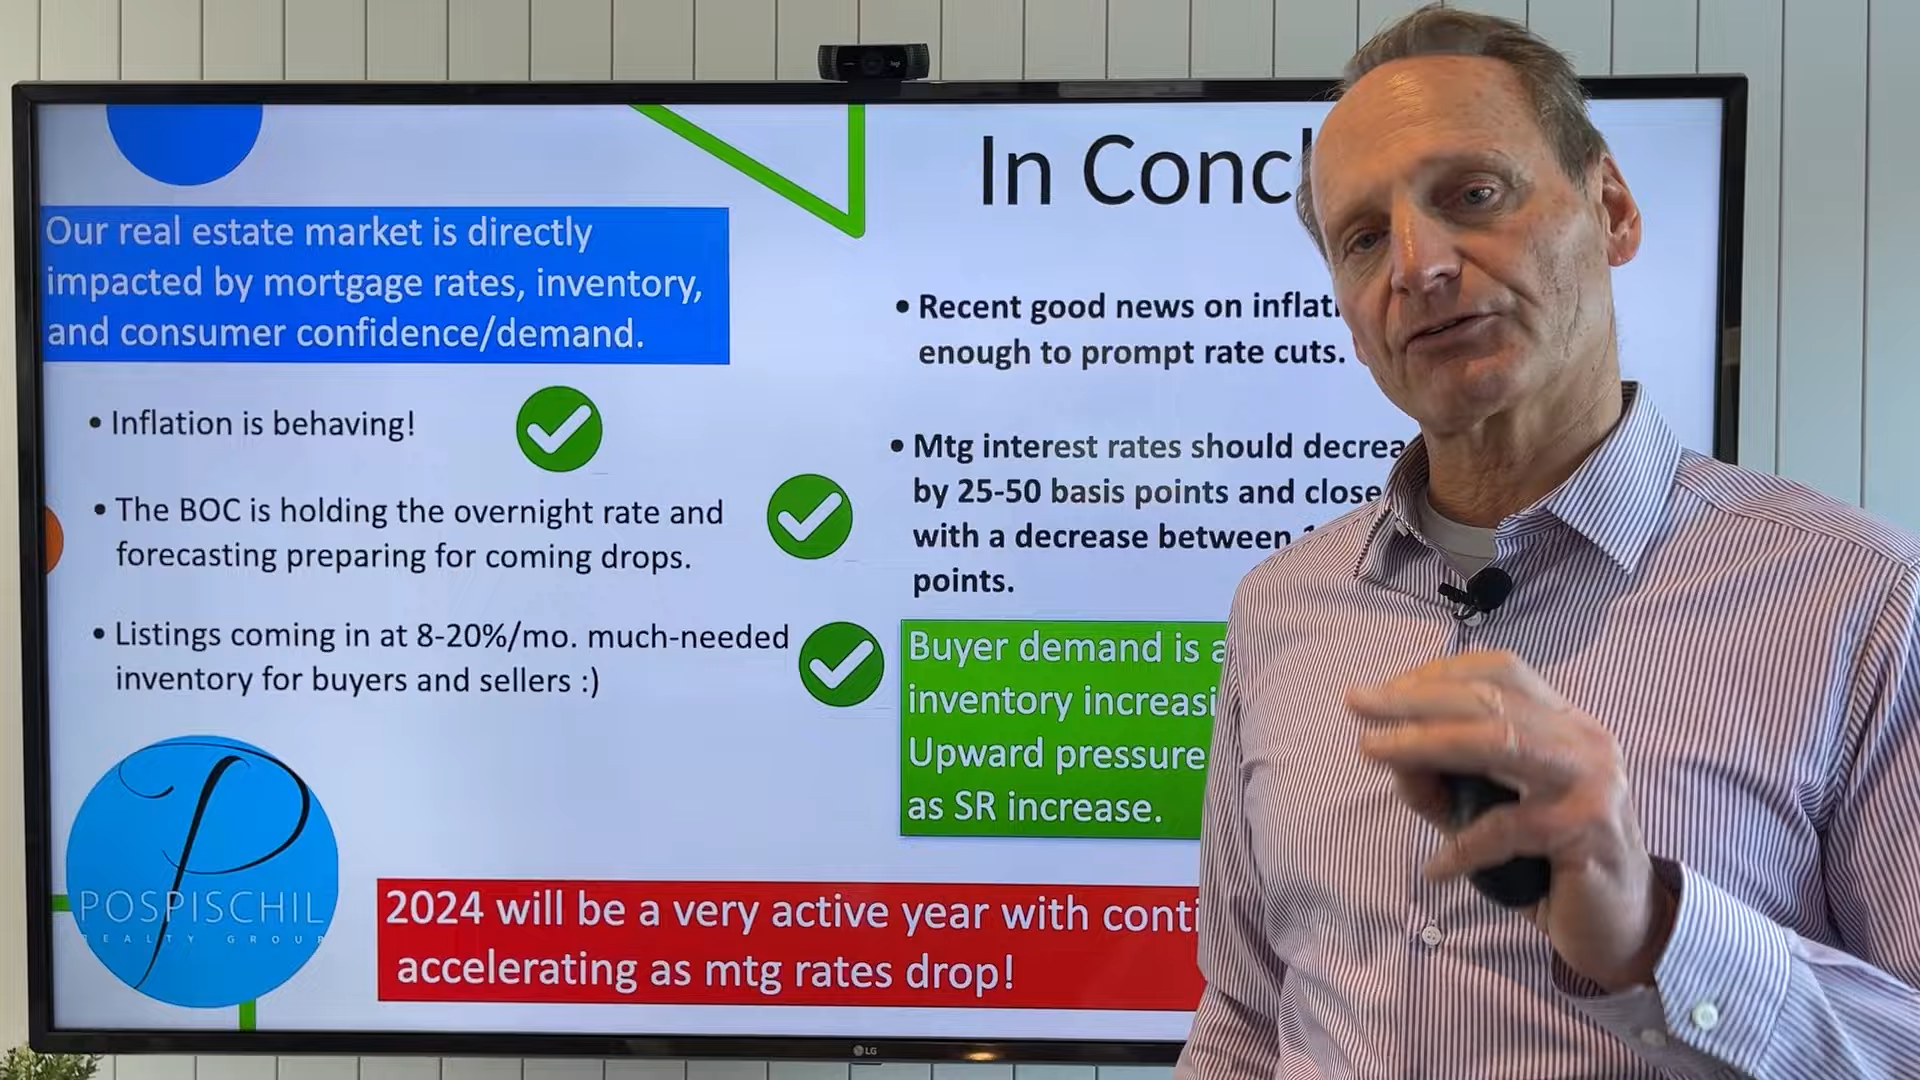 Our real estate market is directly
impacted by mortgage rates, inventory,
and consumer confidence/demand.
• Inflation is behaving!
• The BOC is holding the overnight rate and
forecasting preparing for coming drops.
• Listings coming in at 8-20%/mo. much-needed
inventory for buyers and sellers :)
POSPISCHIL
REALTY GROUP
In Concl
• Recent good news on inflati
enough to prompt rate cuts.
• Mtg interest rates should decrea
by 25-50 basis points and close
with a decrease between
points.
Buyer demand is a
inventory increasi
Upward pressure
as SR increase.
2024 will be a very active year with conti
accelerating as mtg rates drop!
LG